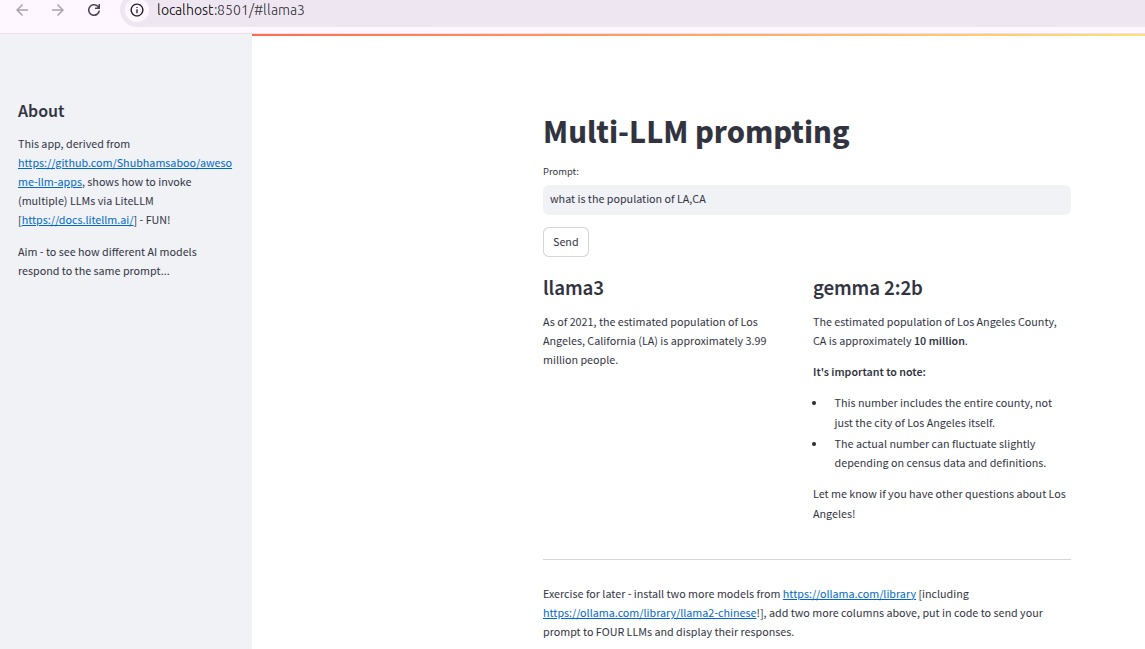 localhost:8501/#llama3
About
This app, derived from
https://github.com/Shubhamsaboo/aweso
me-llm-apps, shows how to invoke
(multiple) LLMs via LiteLLM
[https://docs.litellm.ai/] - FUN!
Aim - to see how different AI models
respond to the same prompt...
Multi-LLM prompting
Prompt:
what is the population of LA,CA
Send
llama3
As of 2021, the estimated population of Los
Angeles, California (LA) is approximately 3.99
million people.
gemma 2:2b
The estimated population of Los Angeles County,
CA is approximately 10 million.
It's important to note:
• This number includes the entire county, not
just the city of Los Angeles itself.
• The actual number can fluctuate slightly
depending on census data and definitions.
Let me know if you have other questions about Los
Angeles!
Exercise for later - install two more models from https://ollama.com/library [including
https://ollama.com/library/llama2-chinese!], add two more columns above, put in code to send your
prompt to FOUR LLMs and display their responses.